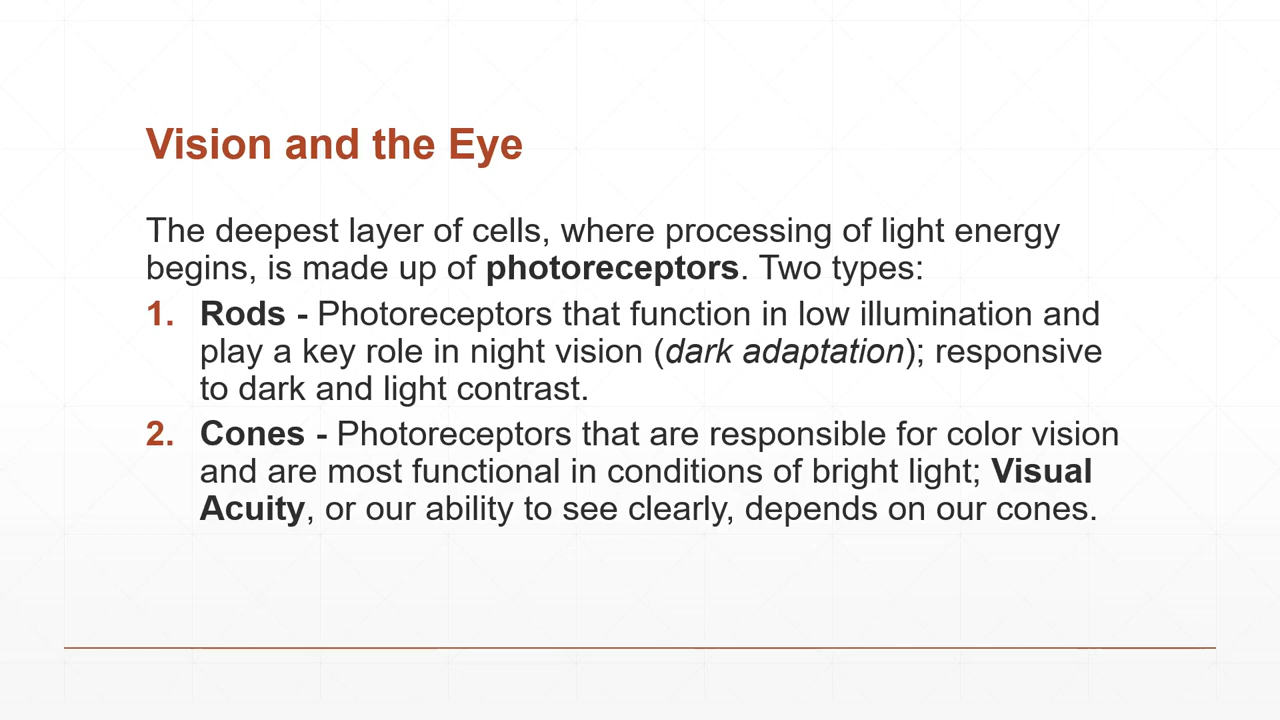 Vision and the Eye
The deepest layer of cells, where processing of light energy
begins, is made up of photoreceptors. Two types:
1. Rods - Photoreceptors that function in low illumination and
play a key role in night vision (dark adaptation); responsive
to dark and light contrast.
2. Cones - Photoreceptors that are responsible for color vision
and are most functional in conditions of bright light; Visual
Acuity, or our ability to see clearly, depends on our cones.